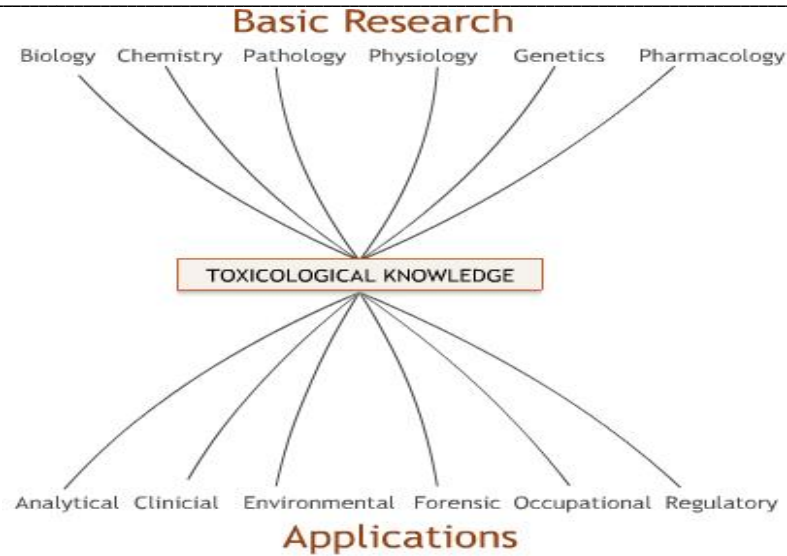 Basic Research
Biology Chemistry Pathology Physiology Genetics Pharmacology
TOXICOLOGICAL KNOWLEDGE
Analytical Clinicial Environmental Forensic Occupational Regulatory
Applications